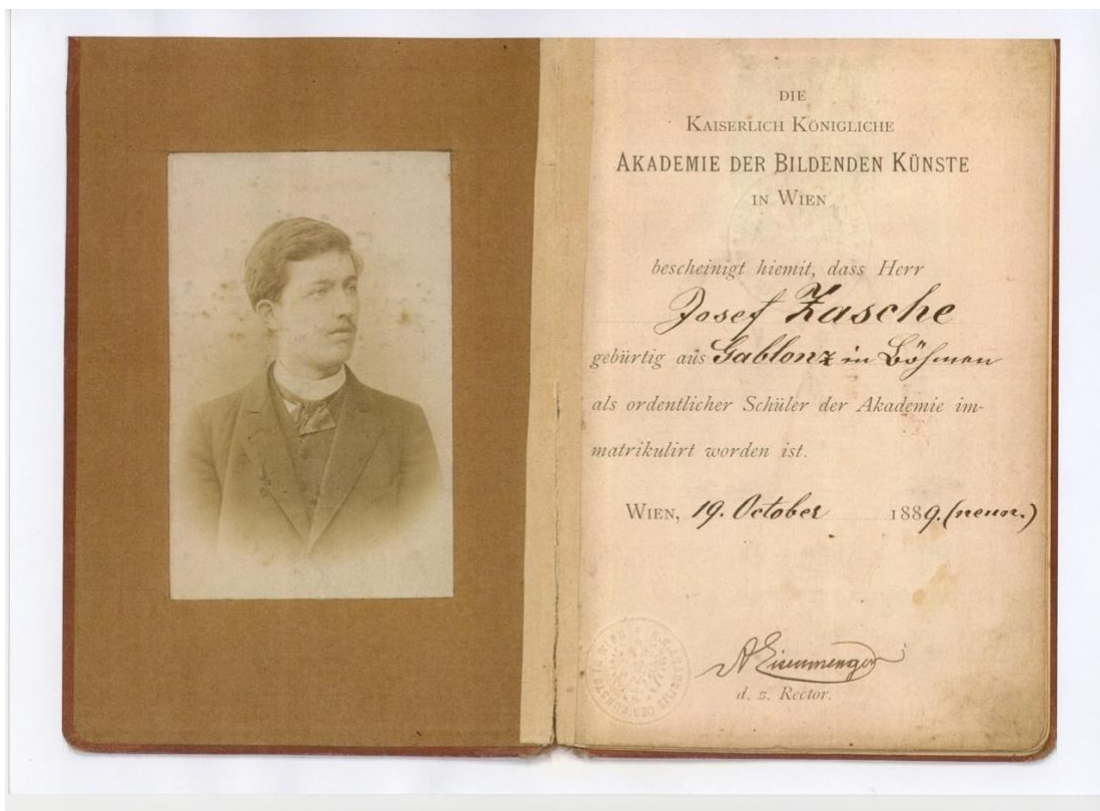 DIE
KAISERLICH KÖNIGLICHE
AKADEMIE DER BILDENDEN KÜNSTE
IN WIEN
bescheinigt hiemit, dass Herr
Josef Zasche
gebürtig aus Gablonz in Böhmen
als ordentlicher Schüler der Akademie im-
matrikulirt worden ist.
WIEN, 19. October 1889. (neun.)
A Eisenmenger
d. z. Rector.